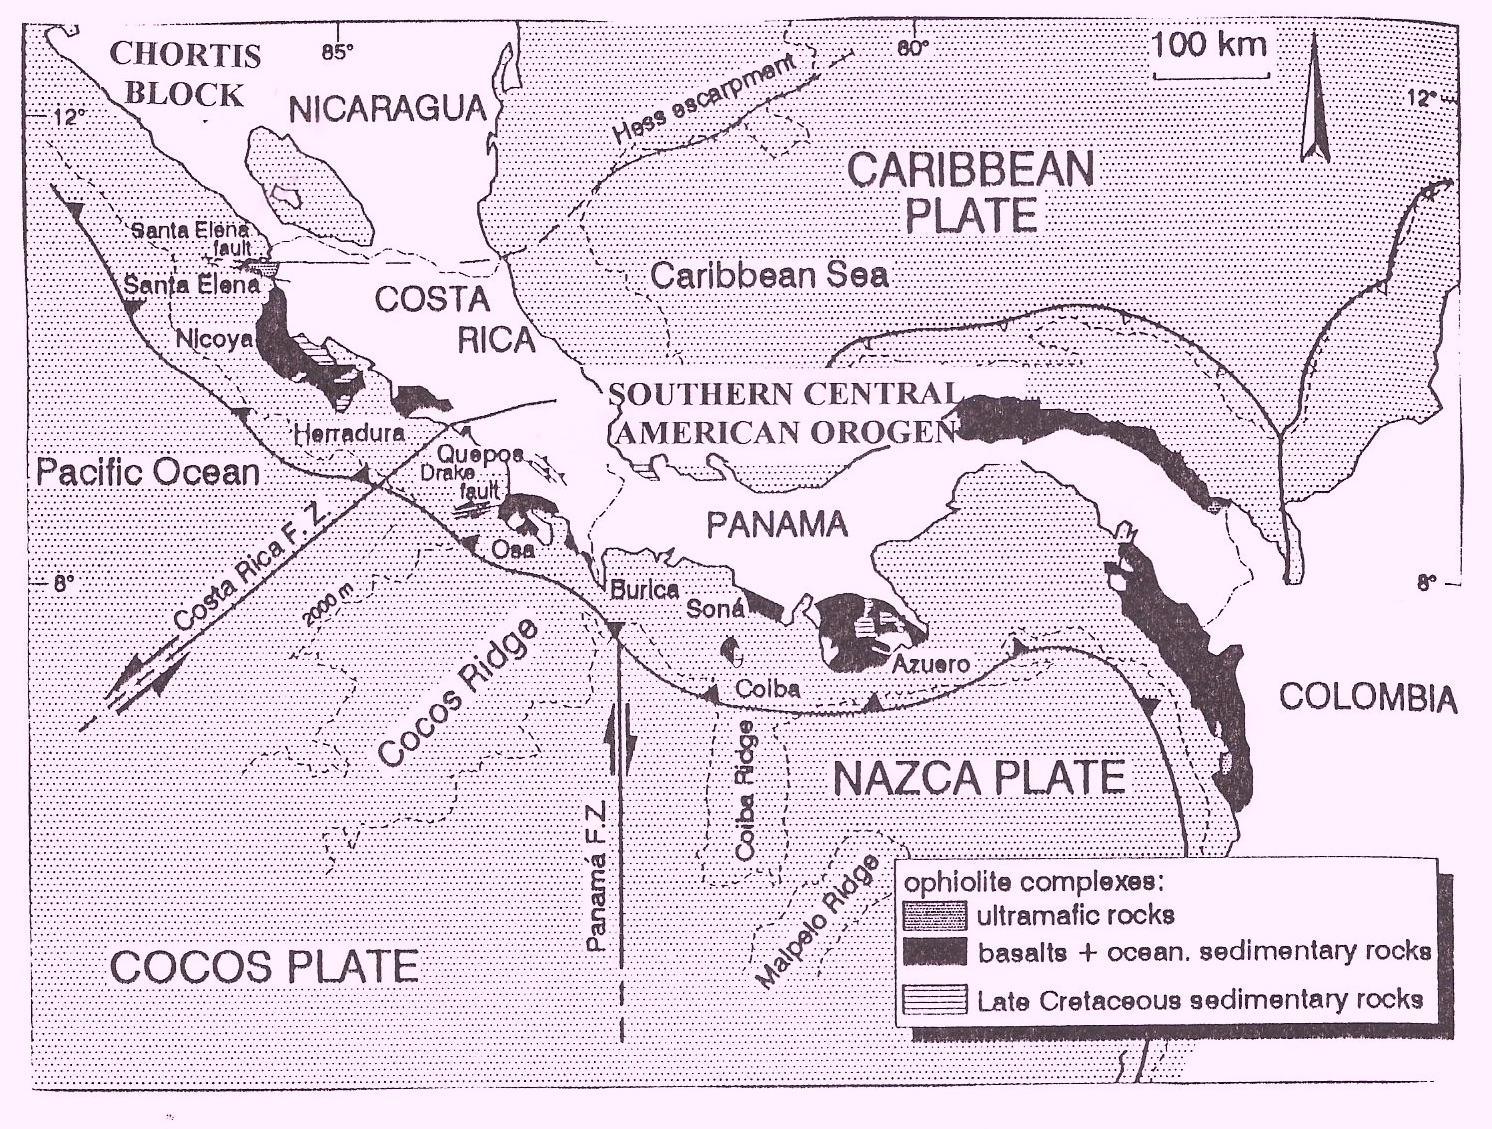 CHORTIS
BLOCK
85°
80°
100 km
12°
NICARAGUA
Hess escarpment
12°
CARIBBEAN
PLATE
Santa Elena
fault
Santa Elena
Caribbean Sea
COSTA
RICA
Nicoya
SOUTHERN CENTRAL
AMERICAN OROGEN
Herradura
Quepos
Drake
fault
Pacific Ocean
PANAMA
Costa Rica F. Z.
Osa
8°
8°
2000 m
Burica
Soná
Azuero
Coiba
Cocos Ridge
COLOMBIA
Coiba Ridge
NAZCA PLATE
Panamá F.Z
Malpelo Ridge
COCOS PLATE
ophiolite complexes:
ultramafic rocks
basalts + ocean. sedimentary rocks
Late Cretaceous sedimentary rocks